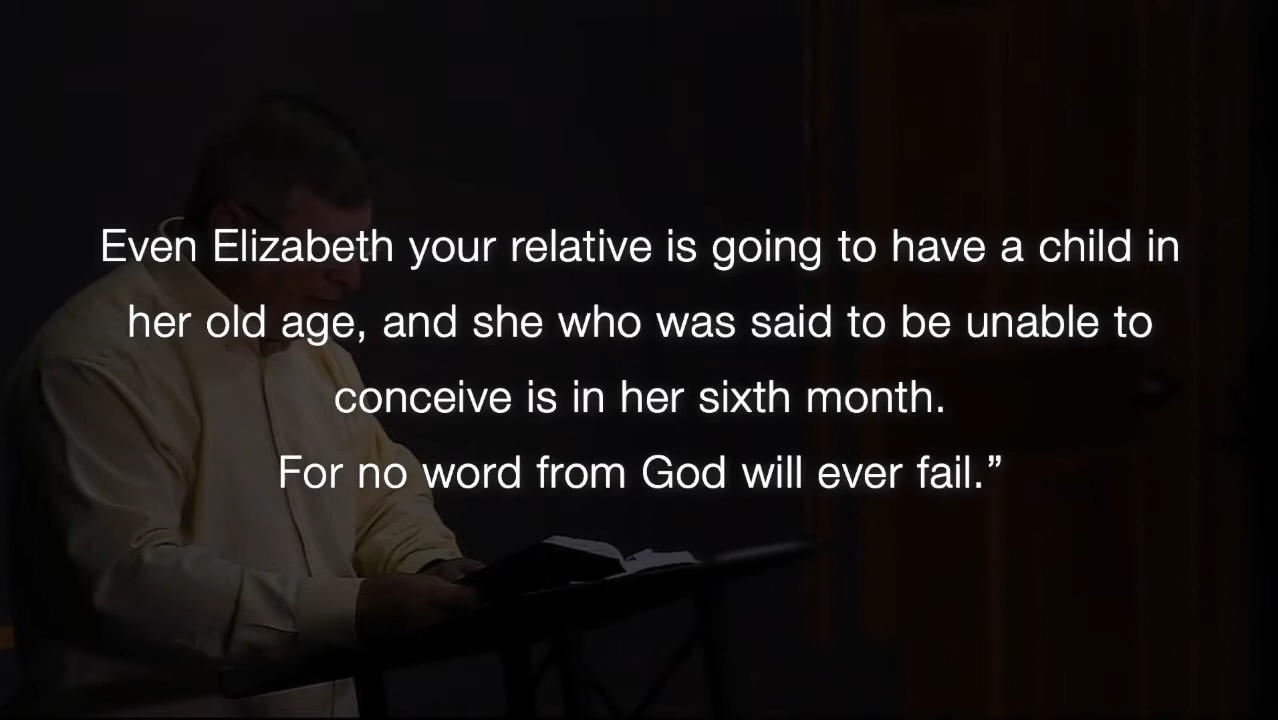 Even Elizabeth your relative is going to have a child in
her old age, and she who was said to be unable to
conceive is in her sixth month.
For no word from God will ever fail.”